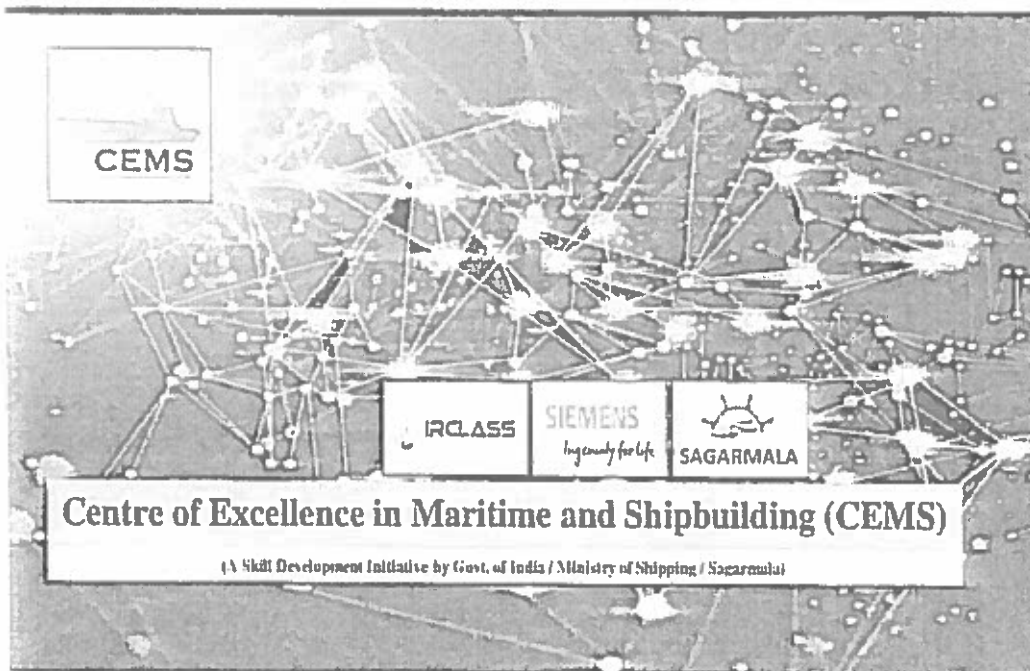 CEMS
IRCLASS
SIEMENS
Ingenuity for life
SAGARMALA
Centre of Excellence in Maritime and Shipbuilding (CEMS)
(A Skill Development Initiative by Govt. of India / Ministry of Shipping / Sagarmala)